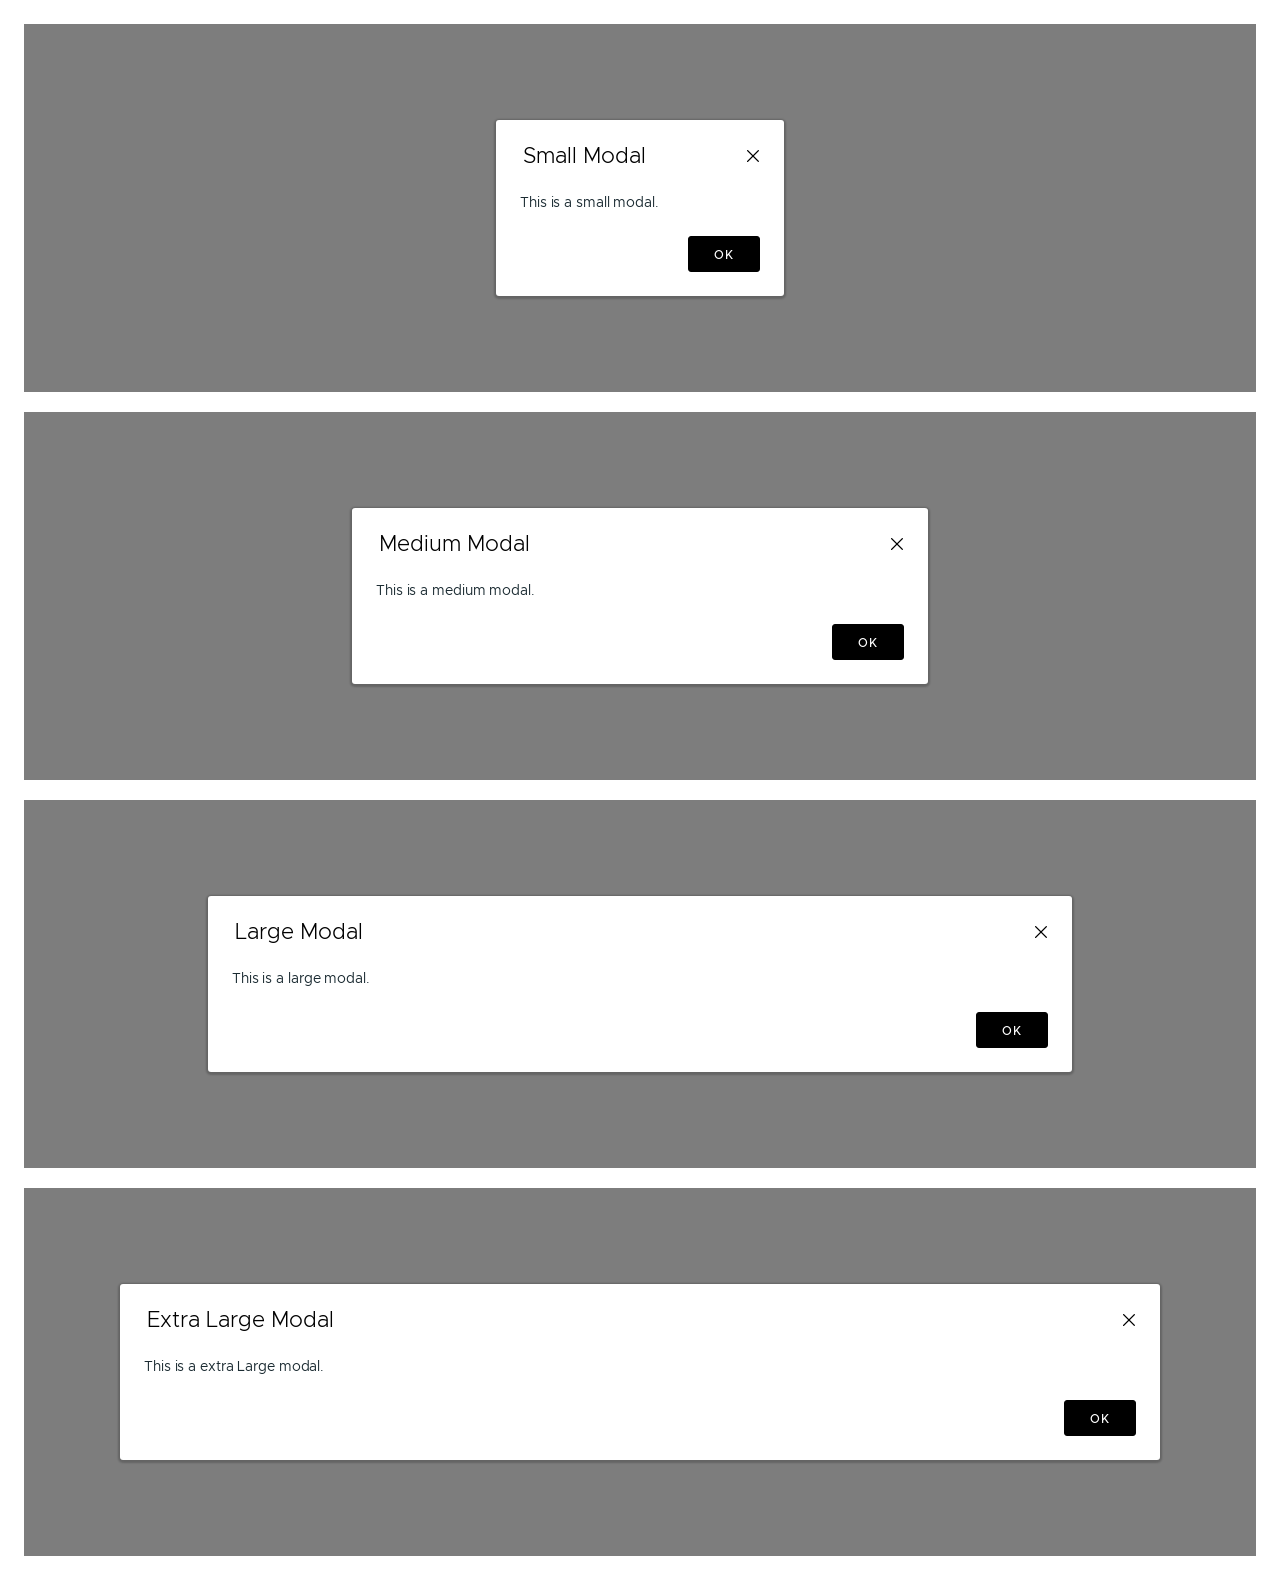 Small Modal
This is a small modal.
OK
Medium Modal
This is a medium modal.
OK
Large Modal
This is a large modal.
OK
Extra Large Modal
This is a extra Large modal.
OK